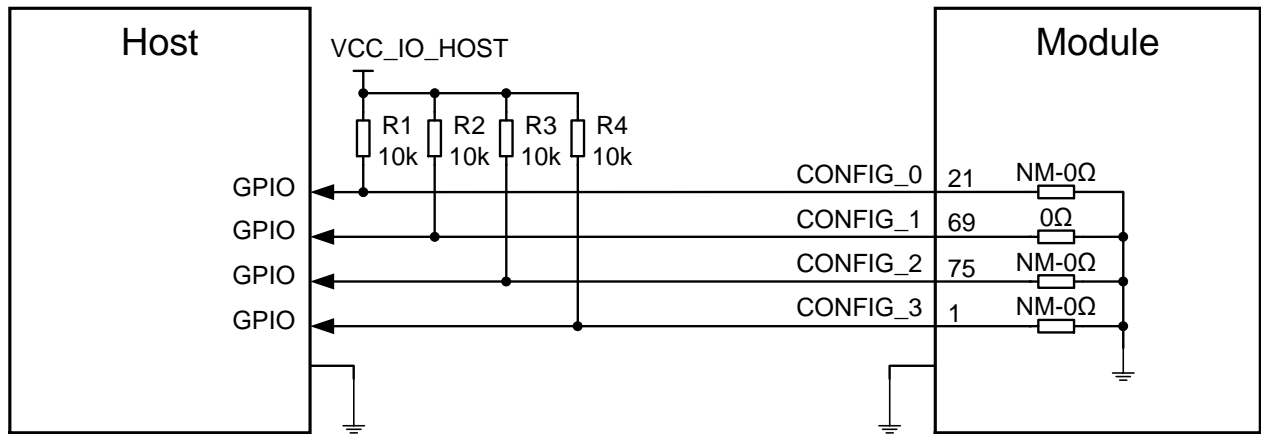 Host
Module
VCC_IO_HOST
R1 R2 R3 R4
10k 10k 10k 10k
GPIO CONFIG_0 21 NM-0Ω
GPIO CONFIG_1 69 0Ω
GPIO CONFIG_2 75 NM-0Ω
GPIO CONFIG_3 1 NM-0Ω